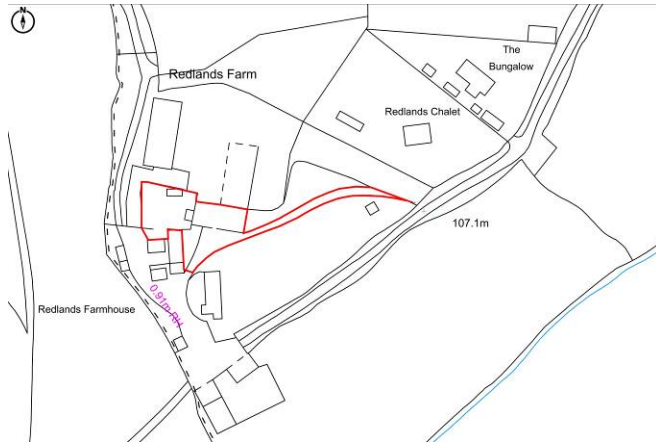 N
The
Bungalow
Redlands Farm
Redlands Chalet
107.1m
0.91m RH
Redlands Farmhouse